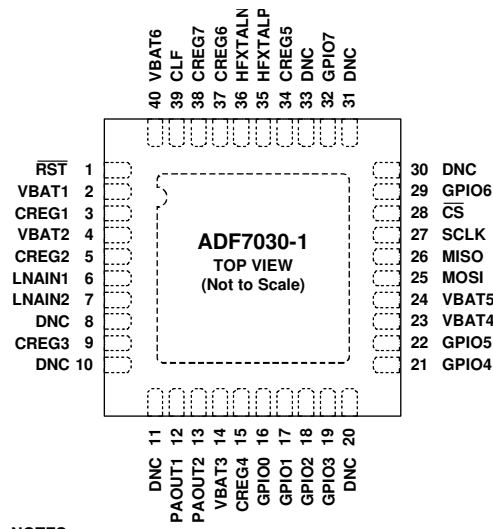 40 VBAT6
39 CLF
38 CREG7
37 CREG6
36 HFXTALN
35 HFXTALP
34 CREG5
33 DNC
32 GPIO7
31 DNC
RST 1
VBAT1 2
CREG1 3
VBAT2 4
CREG2 5
LNAIN1 6
LNAIN2 7
DNC 8
CREG3 9
DNC 10
ADF7030-1
TOP VIEW
(Not to Scale)
30 DNC
29 GPIO6
28 CS
27 SCLK
26 MISO
25 MOSI
24 VBAT5
23 VBAT4
22 GPIO5
21 GPIO4
DNC 11
PAOUT1 12
PAOUT2 13
VBAT3 14
CREG4 15
GPIO0 16
GPIO1 17
GPIO2 18
GPIO3 19
DNC 20